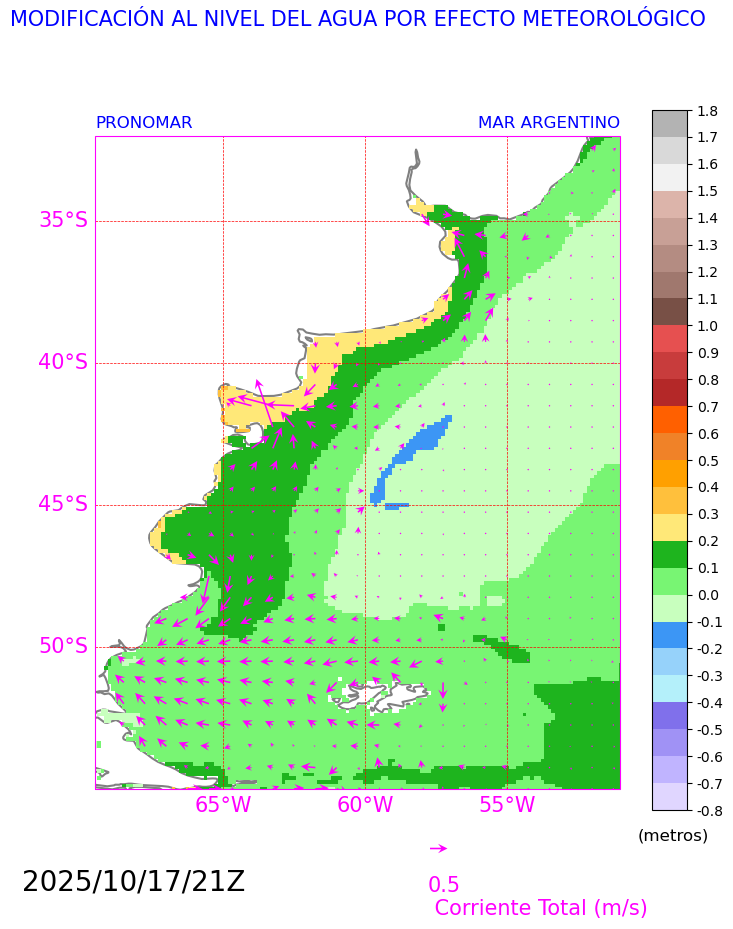 MODIFICACIÓN AL NIVEL DEL AGUA POR EFECTO METEOROLÓGICO
PRONOMAR
MAR ARGENTINO
35°S
40°S
45°S
50°S
65°W
60°W
55°W
1.8
1.7
1.6
1.5
1.4
1.3
1.2
1.1
1.0
0.9
0.8
0.7
0.6
0.5
0.4
0.3
0.2
0.1
0.0
-0.1
-0.2
-0.3
-0.4
-0.5
-0.6
-0.7
-0.8
(metros)
2025/10/17/21Z
0.5
Corriente Total (m/s)